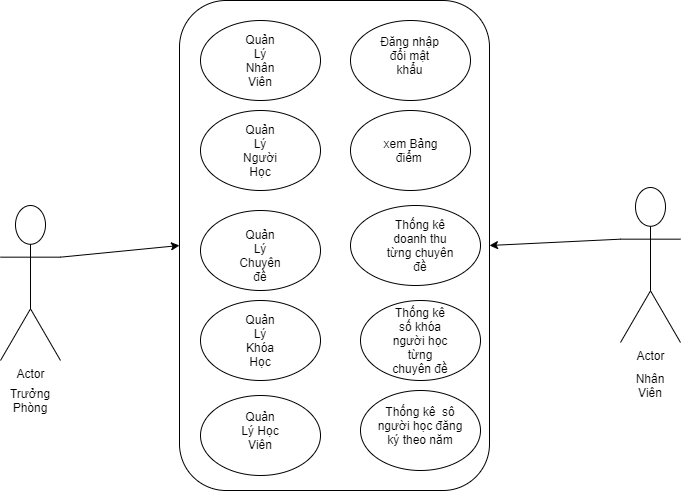 Quản
Lý
Nhân
Viên
Đăng nhập
đổi mật
khẩu
Quản
Lý
Người
Học
xem Bảng
điểm
Quản
Lý
Chuyên
đề
Thống kê
doanh thu
từng chuyên
đề
Quản
Lý
Khóa
Học
Thống kê
số khóa
người học
từng
chuyên đề
Quản
Lý Học
Viên
Thống kê số
người học đăng
ký theo năm
Actor
Trưởng
Phòng
Actor
Nhân
Viên